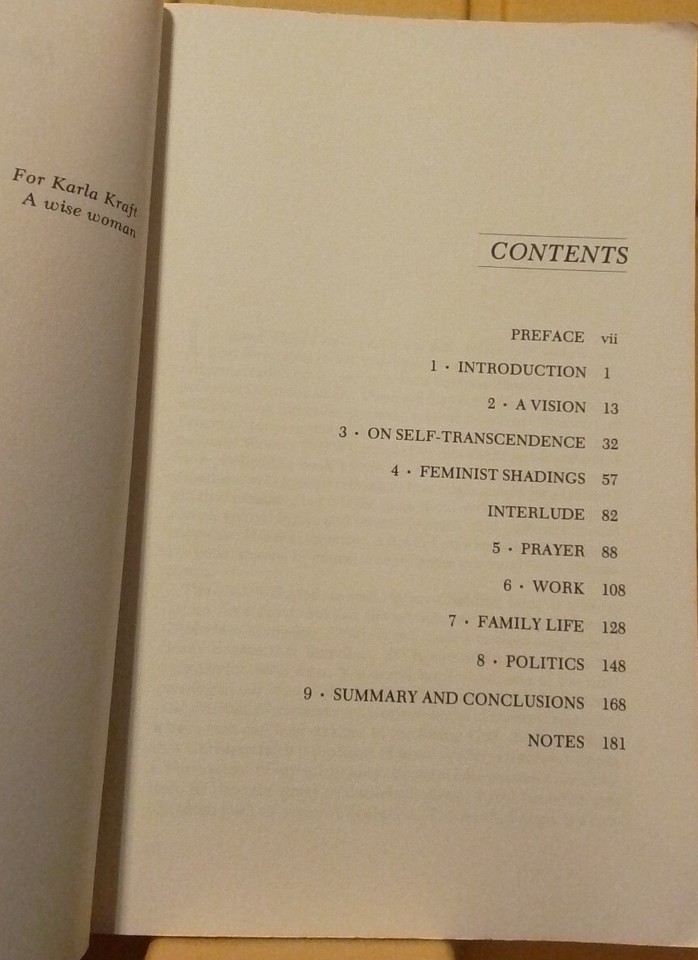 For Karla Kraft
A wise woman
CONTENTS
PREFACE vii
1 · INTRODUCTION 1
2 · A VISION 13
3 · ON SELF-TRANSCENDENCE 32
4 · FEMINIST SHADINGS 57
INTERLUDE 82
5 · PRAYER 88
6 · WORK 108
7 · FAMILY LIFE 128
8 · POLITICS 148
9 · SUMMARY AND CONCLUSIONS 168
NOTES 181